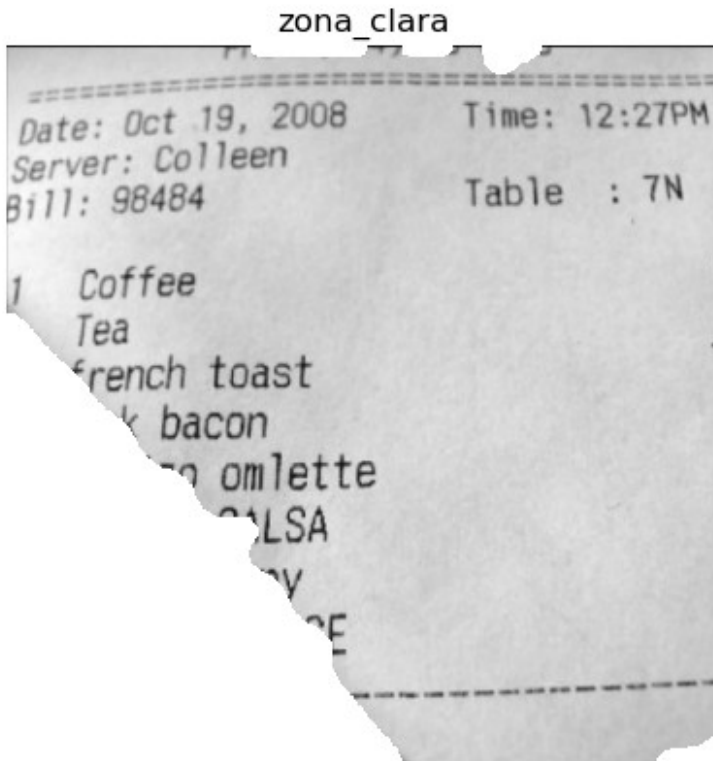 zona_clara
Date: Oct 19, 2008 Time: 12:27PM
Server: Colleen
Bill: 98484 Table : 7N
1 Coffee
Tea
french toast
bacon
omlette